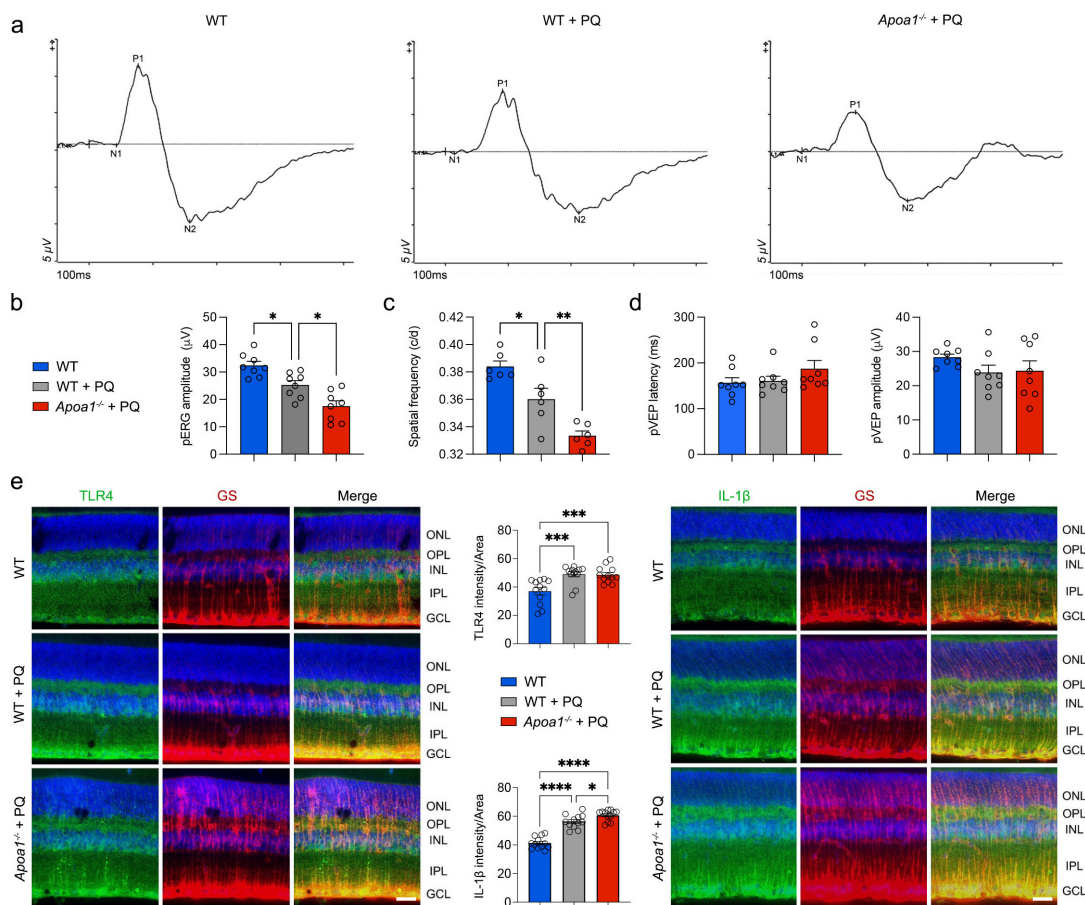 a
WT
WT + PQ
Apoa1-/- + PQ
P1
N1
N2
5 μV
100ms
P1
N1
N2
5 μV
100ms
P1
N1
N2
5 μV
100ms
b
WT
WT + PQ
Apoa1-/- + PQ
pERG amplitude (μV)
50
40
30
20
10
0
*
*
c
Spatial frequency (c/d)
0.42
0.40
0.38
0.36
0.34
0.32
*
**
d
pVEP latency (ms)
300
200
100
0
pVEP amplitude (μV)
40
30
20
10
0
e
TLR4
GS
Merge
WT
ONL
OPL
INL
IPL
GCL
WT + PQ
ONL
OPL
INL
IPL
GCL
Apoa1-/- + PQ
ONL
OPL
INL
IPL
GCL
TLR4 intensity/Area
80
60
40
20
0
***
***
WT
WT + PQ
Apoa1-/- + PQ
IL-1β intensity/Area
80
60
40
20
0
****
****
*
IL-1β
GS
Merge
WT
ONL
OPL
INL
IPL
GCL
WT + PQ
ONL
OPL
INL
IPL
GCL
Apoa1-/- + PQ
ONL
OPL
INL
IPL
GCL